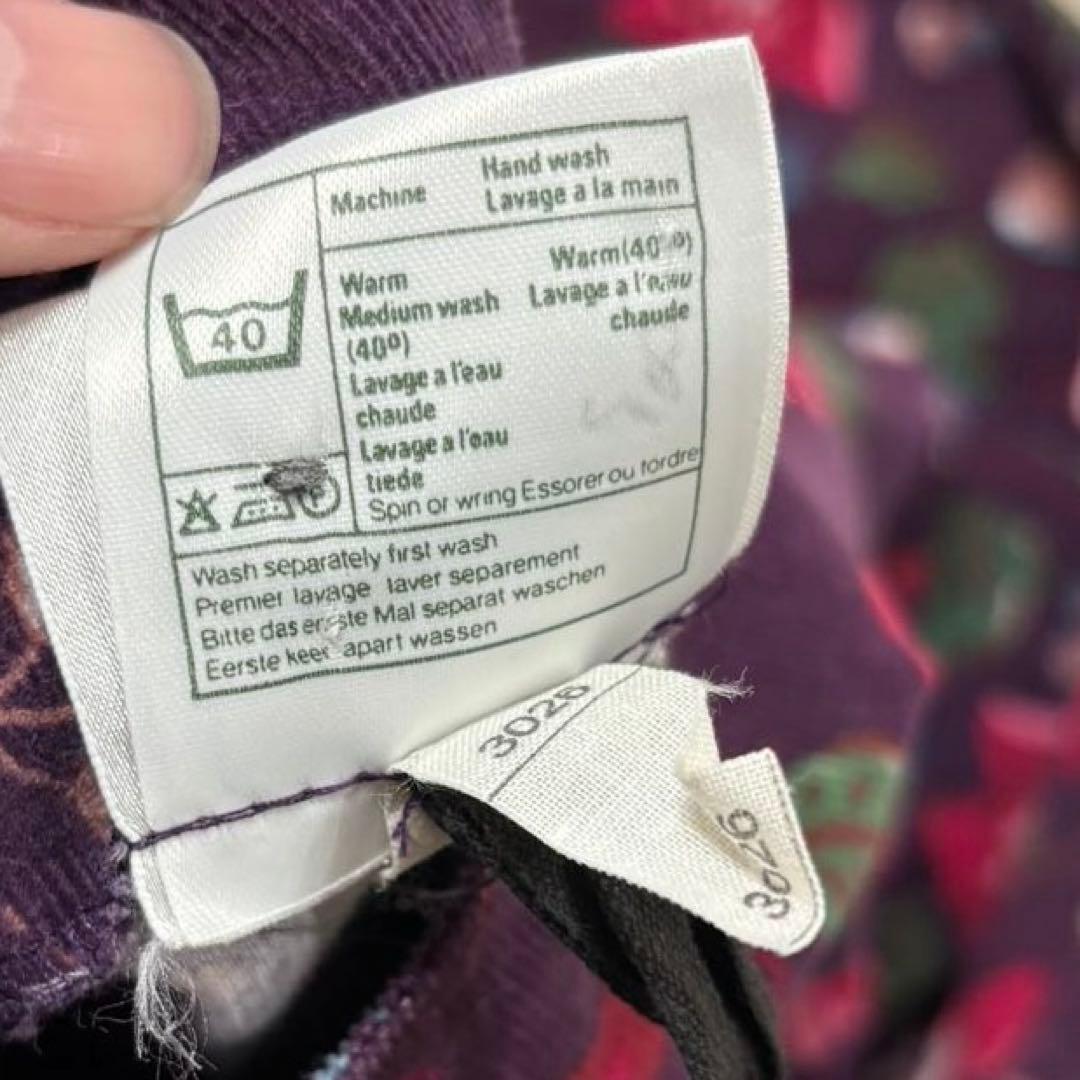 Machine
Hand wash
Lavage a la main
40
Warm
Medium wash
(40º)
Lavage a l'eau
chaude
Lavage a l'eau
tiede
Warm(40º)
Lavage a l'eau
chaude
Spin or wring Essorer ou tordre
P
Wash separately first wash
Premier lavage laver separement
Bitte das erste Mal separat waschen
Eerste keer apart wassen
3026
3026